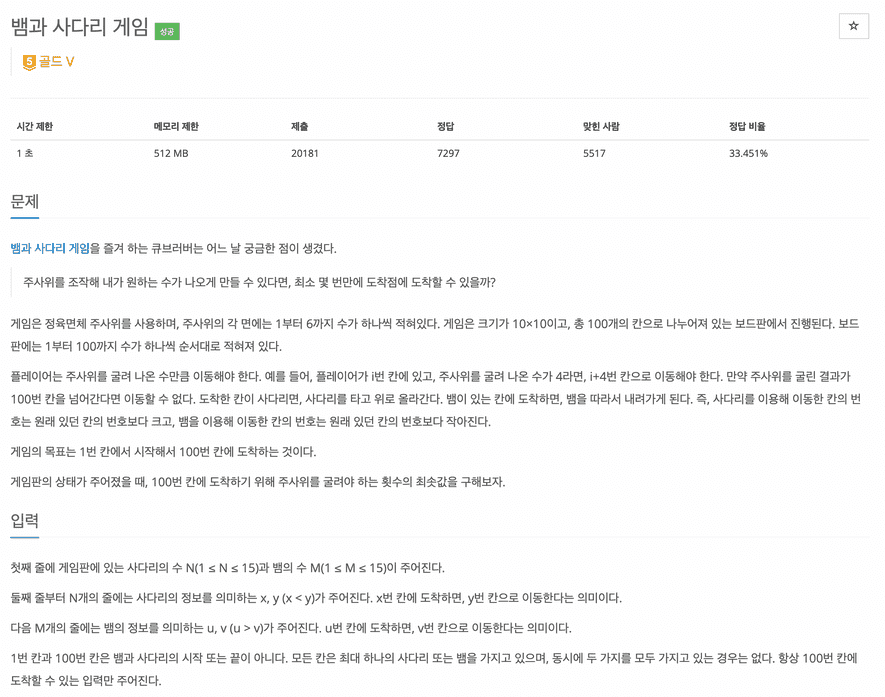 뱀과 사다리 게임 성공
☆
5 골드 V
시간 제한 메모리 제한 제출 정답 맞힌 사람 정답 비율
1 초 512 MB 20181 7297 5517 33.451%
문제
뱀과 사다리 게임을 즐겨 하는 큐브러버는 어느 날 궁금한 점이 생겼다.
주사위를 조작해 내가 원하는 수가 나오게 만들 수 있다면, 최소 몇 번만에 도착점에 도착할 수 있을까?
게임은 정육면체 주사위를 사용하며, 주사위의 각 면에는 1부터 6까지 수가 하나씩 적혀있다. 게임은 크기가 10×10이고, 총 100개의 칸으로 나누어져 있는 보드판에서 진행된다. 보드
판에는 1부터 100까지 수가 하나씩 순서대로 적혀져 있다.
플레이어는 주사위를 굴려 나온 수만큼 이동해야 한다. 예를 들어, 플레이어가 i번 칸에 있고, 주사위를 굴려 나온 수가 4라면, i+4번 칸으로 이동해야 한다. 만약 주사위를 굴린 결과가
100번 칸을 넘어간다면 이동할 수 없다. 도착한 칸이 사다리면, 사다리를 타고 위로 올라간다. 뱀이 있는 칸에 도착하면, 뱀을 따라서 내려가게 된다. 즉, 사다리를 이용해 이동한 칸의 번
호는 원래 있던 칸의 번호보다 크고, 뱀을 이용해 이동한 칸의 번호는 원래 있던 칸의 번호보다 작아진다.
게임의 목표는 1번 칸에서 시작해서 100번 칸에 도착하는 것이다.
게임판의 상태가 주어졌을 때, 100번 칸에 도착하기 위해 주사위를 굴려야 하는 횟수의 최솟값을 구해보자.
입력
첫째 줄에 게임판에 있는 사다리의 수 N(1 ≤ N ≤ 15)과 뱀의 수 M(1 ≤ M ≤ 15)이 주어진다.
둘째 줄부터 N개의 줄에는 사다리의 정보를 의미하는 x, y (x < y)가 주어진다. x번 칸에 도착하면, y번 칸으로 이동한다는 의미이다.
다음 M개의 줄에는 뱀의 정보를 의미하는 u, v (u > v)가 주어진다. u번 칸에 도착하면, v번 칸으로 이동한다는 의미이다.
1번 칸과 100번 칸은 뱀과 사다리의 시작 또는 끝이 아니다. 모든 칸은 최대 하나의 사다리 또는 뱀을 가지고 있으며, 동시에 두 가지를 모두 가지고 있는 경우는 없다. 항상 100번 칸에
도착할 수 있는 입력만 주어진다.